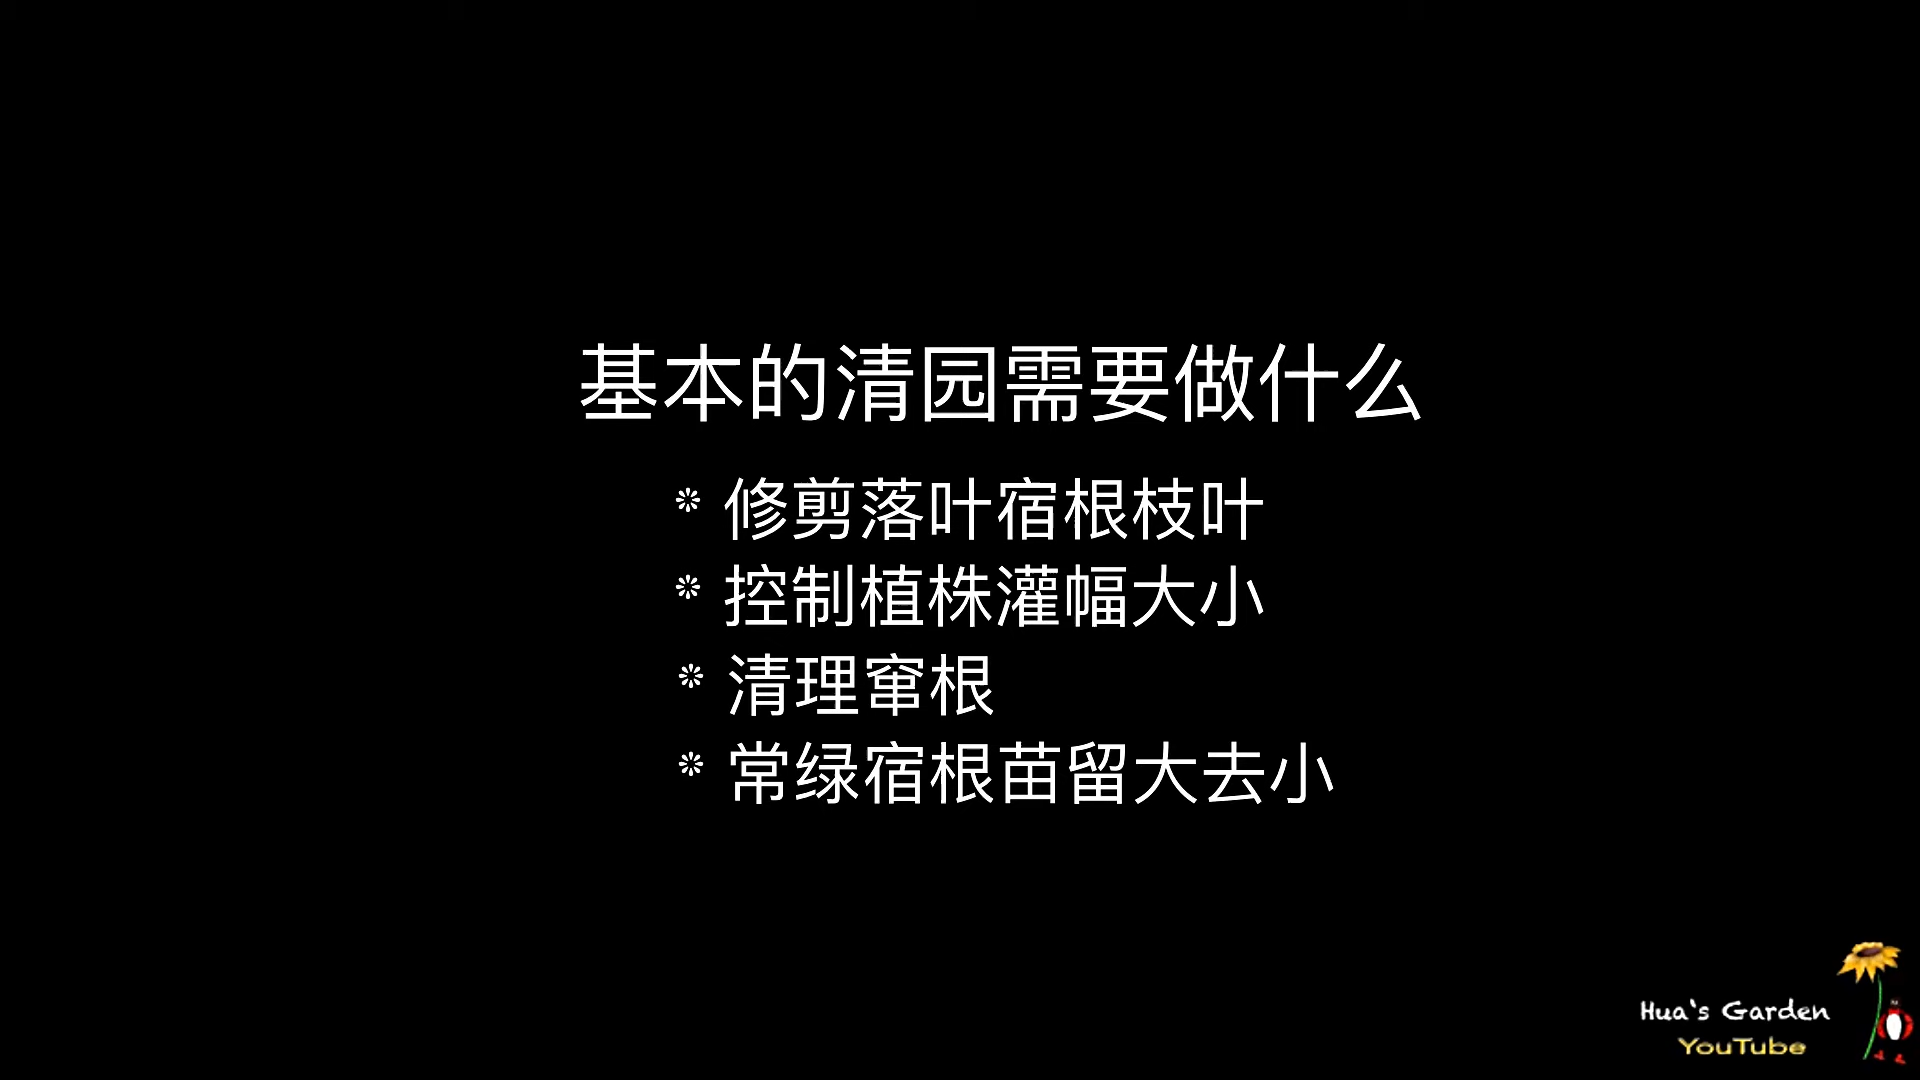 基本的清园需要做什么
* 修剪落叶宿根枝叶
* 控制植株灌幅大小
* 清理窜根
* 常绿宿根苗留大去小
Hua's Garden
YouTube